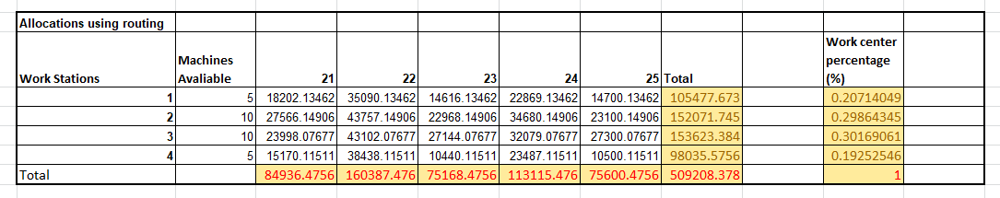 Allocations using routing
Work Stations Machines Avaliable 21 22 23 24 25 Total Work center percentage (%)
1 5 18202.13462 35090.13462 14616.13462 22869.13462 14700.13462 105477.673 0.20714049
2 10 27566.14906 43757.14906 22968.14906 34680.14906 23100.14906 152071.745 0.29864345
3 10 23998.07677 43102.07677 27144.07677 32079.07677 27300.07677 153623.384 0.30169061
4 5 15170.11511 38438.11511 10440.11511 23487.11511 10500.11511 98035.5756 0.19252546
Total 84936.4756 160387.476 75168.4756 113115.476 75600.4756 509208.378 1